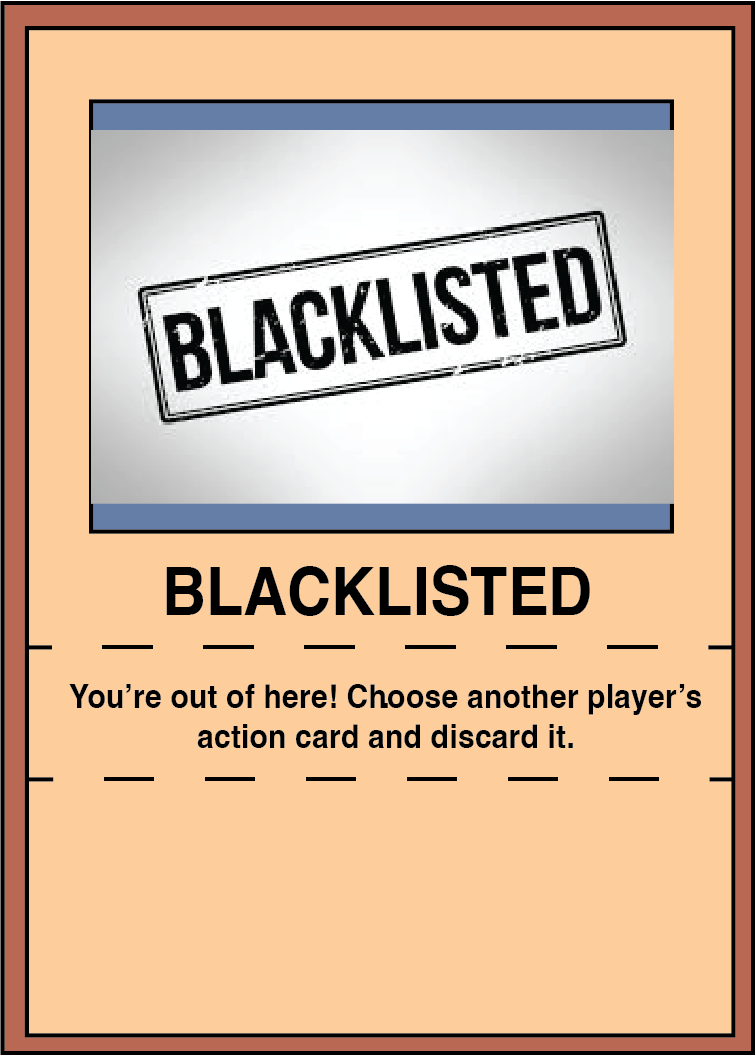 BLACKLISTED
BLACKLISTED
You’re out of here! Choose another player’s
action card and discard it.